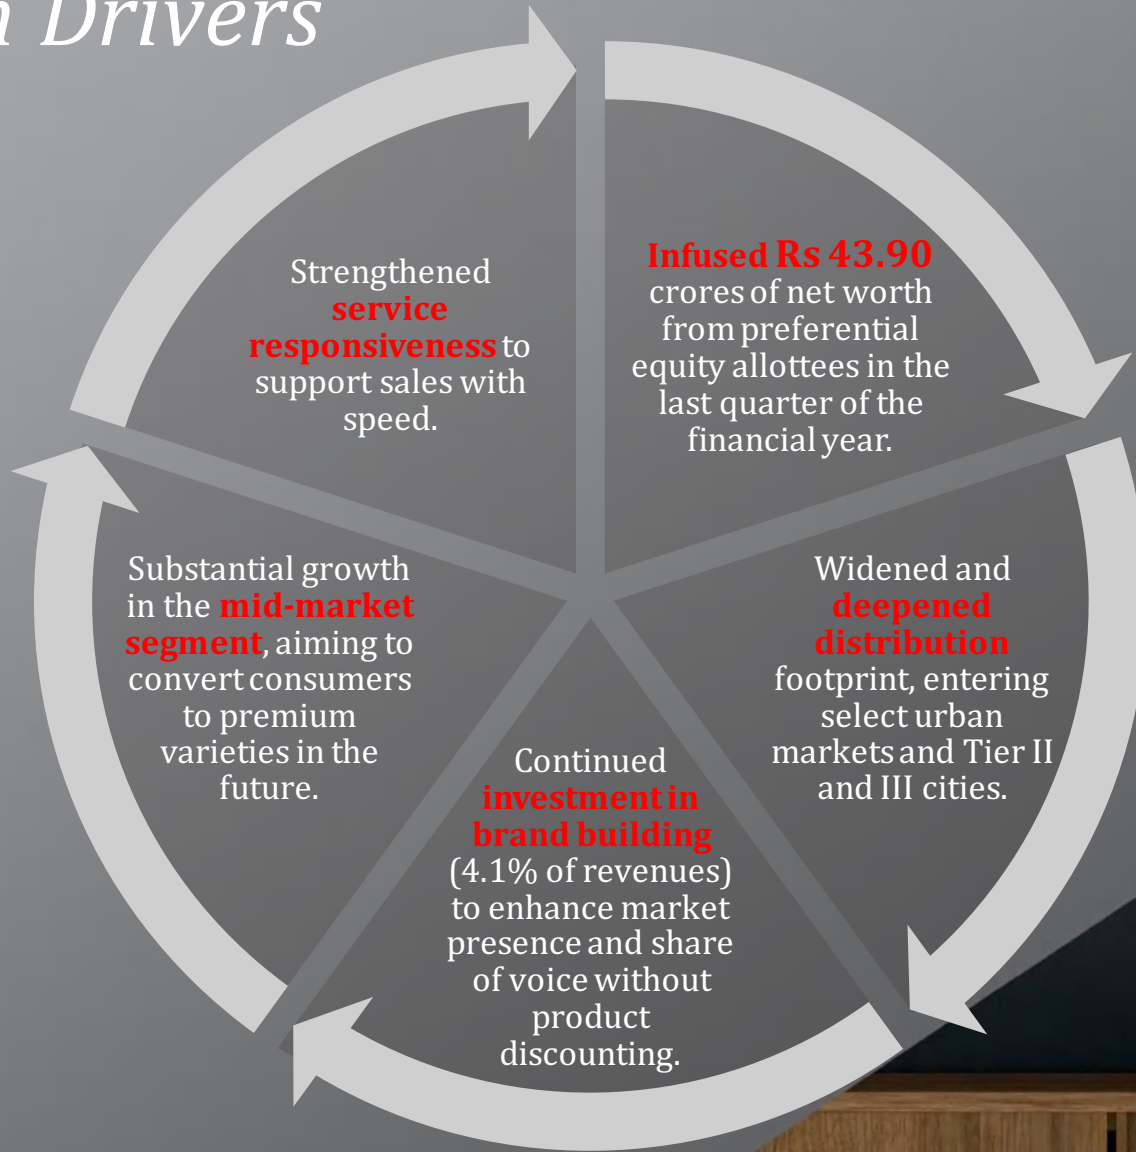 Drivers
Infused Rs 43.90
crores of net worth
from preferential
equity allottees in the
last quarter of the
financial year.
Widened and
deepened
distribution
footprint, entering
select urban
markets and Tier II
and III cities.
Continued
investment in
brand building
(4.1% of revenues)
to enhance market
presence and share
of voice without
product
discounting.
Substantial growth
in the mid-market
segment, aiming to
convert consumers
to premium
varieties in the
future.
Strengthened
service
responsiveness to
support sales with
speed.